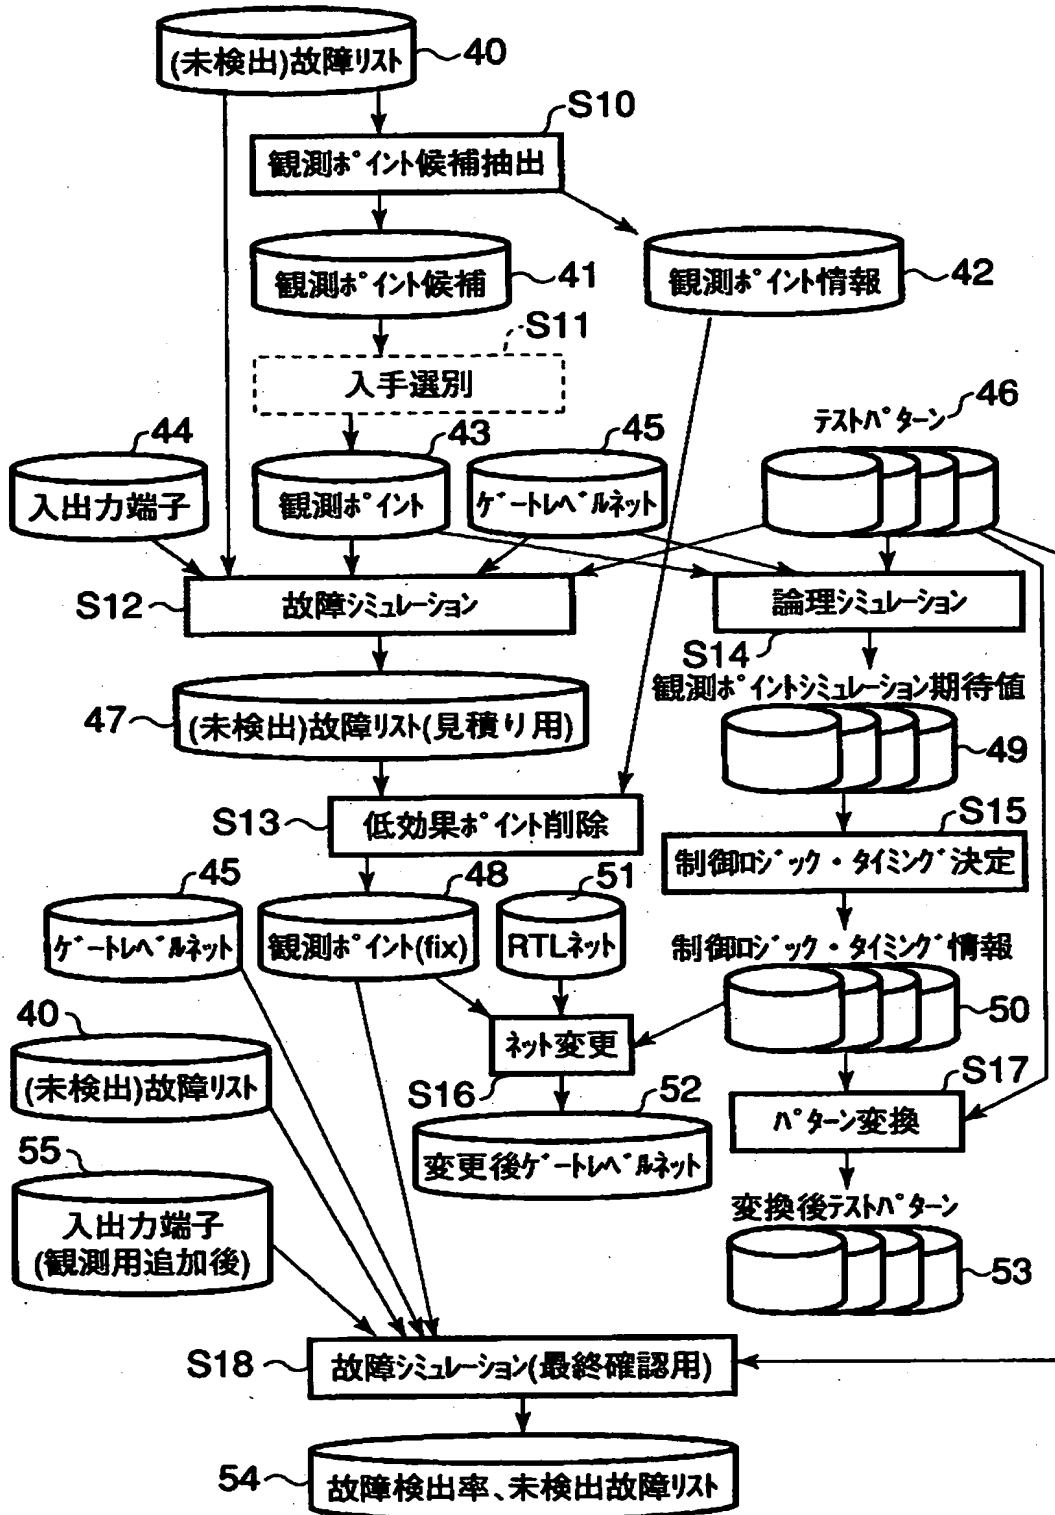 (未検出)故障リスト
40
S10
観測ポイント候補抽出
観測ポイント候補
41
観測ポイント情報
42
S11
入手選別
44
43
45
テストパターン
46
入出力端子
観測ポイント
ゲートレベルネット
S12
故障シミュレーション
論理シミュレーション
S14
観測ポイントシミュレーション期待値
47
(未検出)故障リスト(見積り用)
49
S13
低効果ポイント削除
S15
制御ロジック・タイミング決定
45
48
51
ゲートレベルネット
観測ポイント(fix)
RTLネット
制御ロジック・タイミング情報
50
40
(未検出)故障リスト
ネット変更
S16
S17
パターン変換
52
変更後ゲートレベルネット
55
入出力端子
(観測用追加後)
変換後テストパターン
53
S18
故障シミュレーション(最終確認用)
54
故障検出率、未検出故障リスト